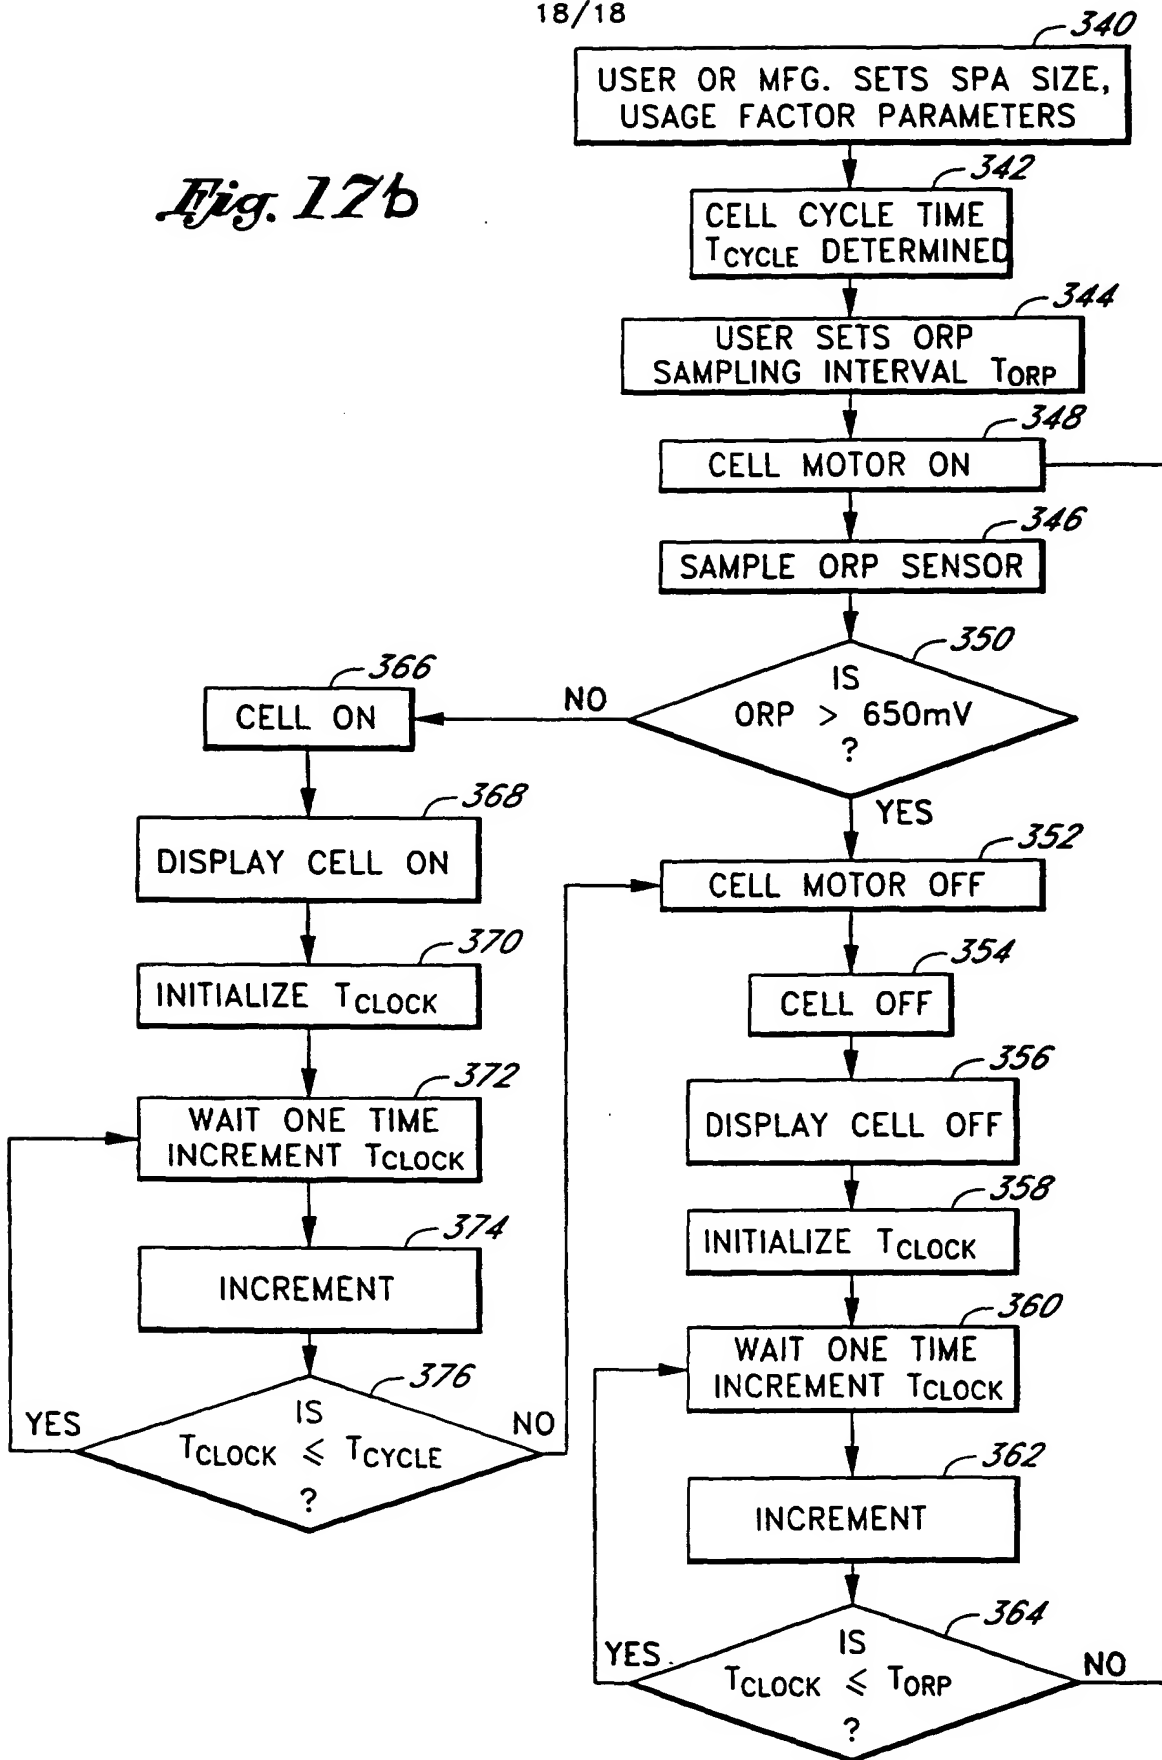 18/18
Fig. 17b
340
USER OR MFG. SETS SPA SIZE,
USAGE FACTOR PARAMETERS
342
CELL CYCLE TIME
TCYCLE DETERMINED
344
USER SETS ORP
SAMPLING INTERVAL TORP
348
CELL MOTOR ON
346
SAMPLE ORP SENSOR
350
IS
ORP > 650mV
?
NO
YES
366
CELL ON
368
DISPLAY CELL ON
370
INITIALIZE TCLOCK
372
WAIT ONE TIME
INCREMENT TCLOCK
374
INCREMENT
376
IS
TCLOCK ≤ TCYCLE
?
YES
NO
352
CELL MOTOR OFF
354
CELL OFF
356
DISPLAY CELL OFF
358
INITIALIZE TCLOCK
360
WAIT ONE TIME
INCREMENT TCLOCK
362
INCREMENT
364
IS
TCLOCK ≤ TORP
?
YES
NO